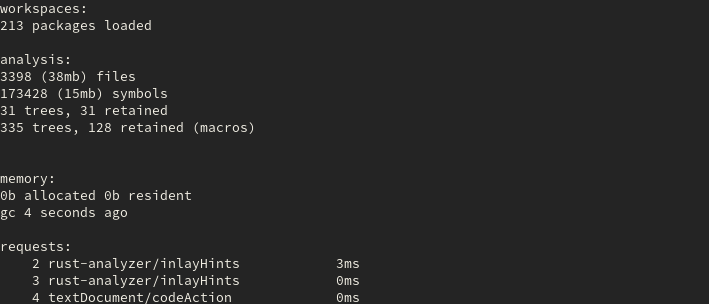 workspaces:
213 packages loaded
analysis:
3398 (38mb) files
173428 (15mb) symbols
31 trees, 31 retained
335 trees, 128 retained (macros)
memory:
0b allocated 0b resident
gc 4 seconds ago
requests:
2 rust-analyzer/inlayHints 3ms
3 rust-analyzer/inlayHints 0ms
4 textDocument/codeAction 0ms